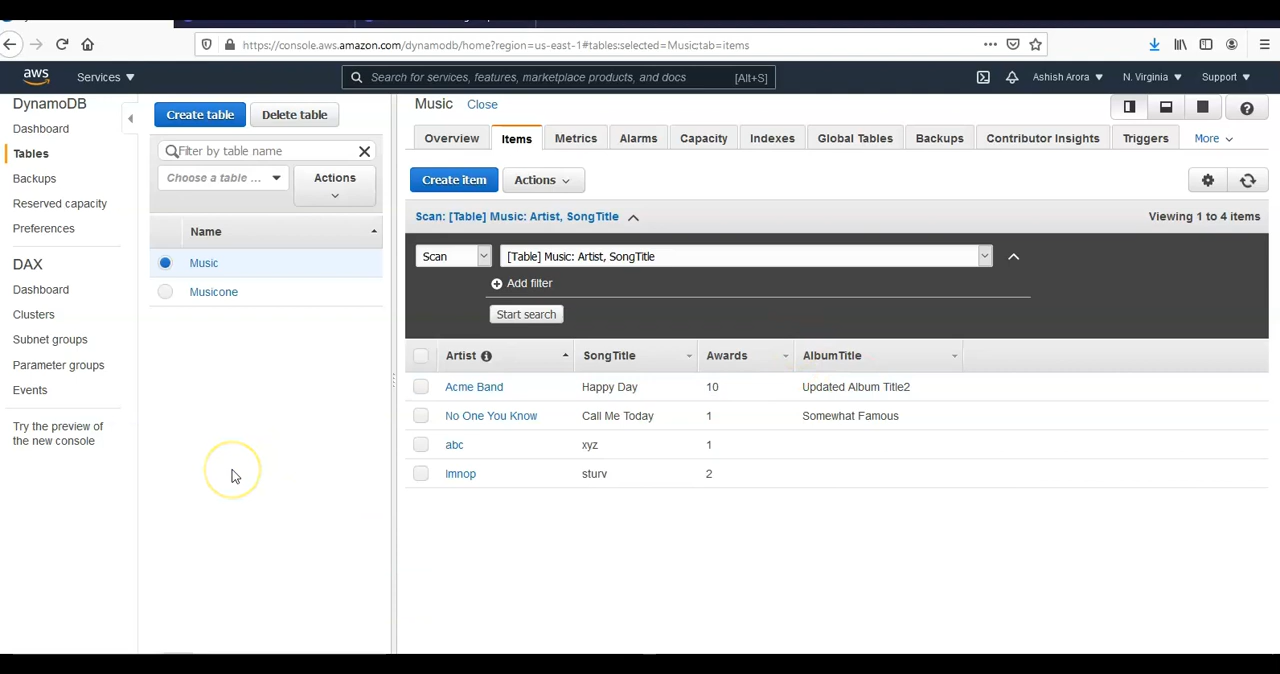 https://console.aws.amazon.com/dynamodb/home?region=us-east-1#tables:selected=Music;tab=items
aws Services Search for services, features, marketplace products, and docs [Alt+S] Ashish Arora N. Virginia Support
DynamoDB
Dashboard
Tables
Backups
Reserved capacity
Preferences
DAX
Dashboard
Clusters
Subnet groups
Parameter groups
Events
Try the preview of
the new console
Create table Delete table
Filter by table name
Choose a table ... Actions
Name
Music
Musicone
Music Close
Overview Items Metrics Alarms Capacity Indexes Global Tables Backups Contributor Insights Triggers More
Create item Actions
Scan: [Table] Music: Artist, SongTitle Viewing 1 to 4 items
Scan [Table] Music: Artist, SongTitle
Add filter
Start search
Artist SongTitle Awards AlbumTitle
Acme Band Happy Day 10 Updated Album Title2
No One You Know Call Me Today 1 Somewhat Famous
abc xyz 1
lmnop sturv 2